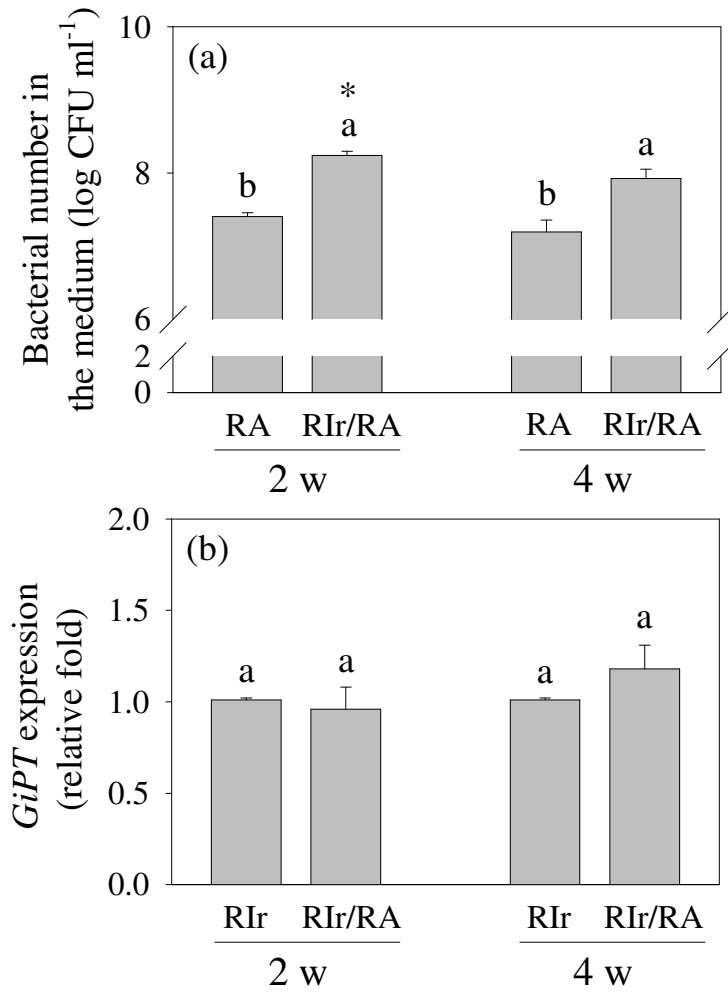 Bacterial number in
the medium (log CFU ml⁻¹)
10
8
6
2
0
(a)
b
*
a
b
a
RA RIr/RA RA RIr/RA
2 w 4 w
GiPT expression
(relative fold)
2.0
1.5
1.0
0.5
0.0
(b)
a a a a
RIr RIr/RA RIr RIr/RA
2 w 4 w